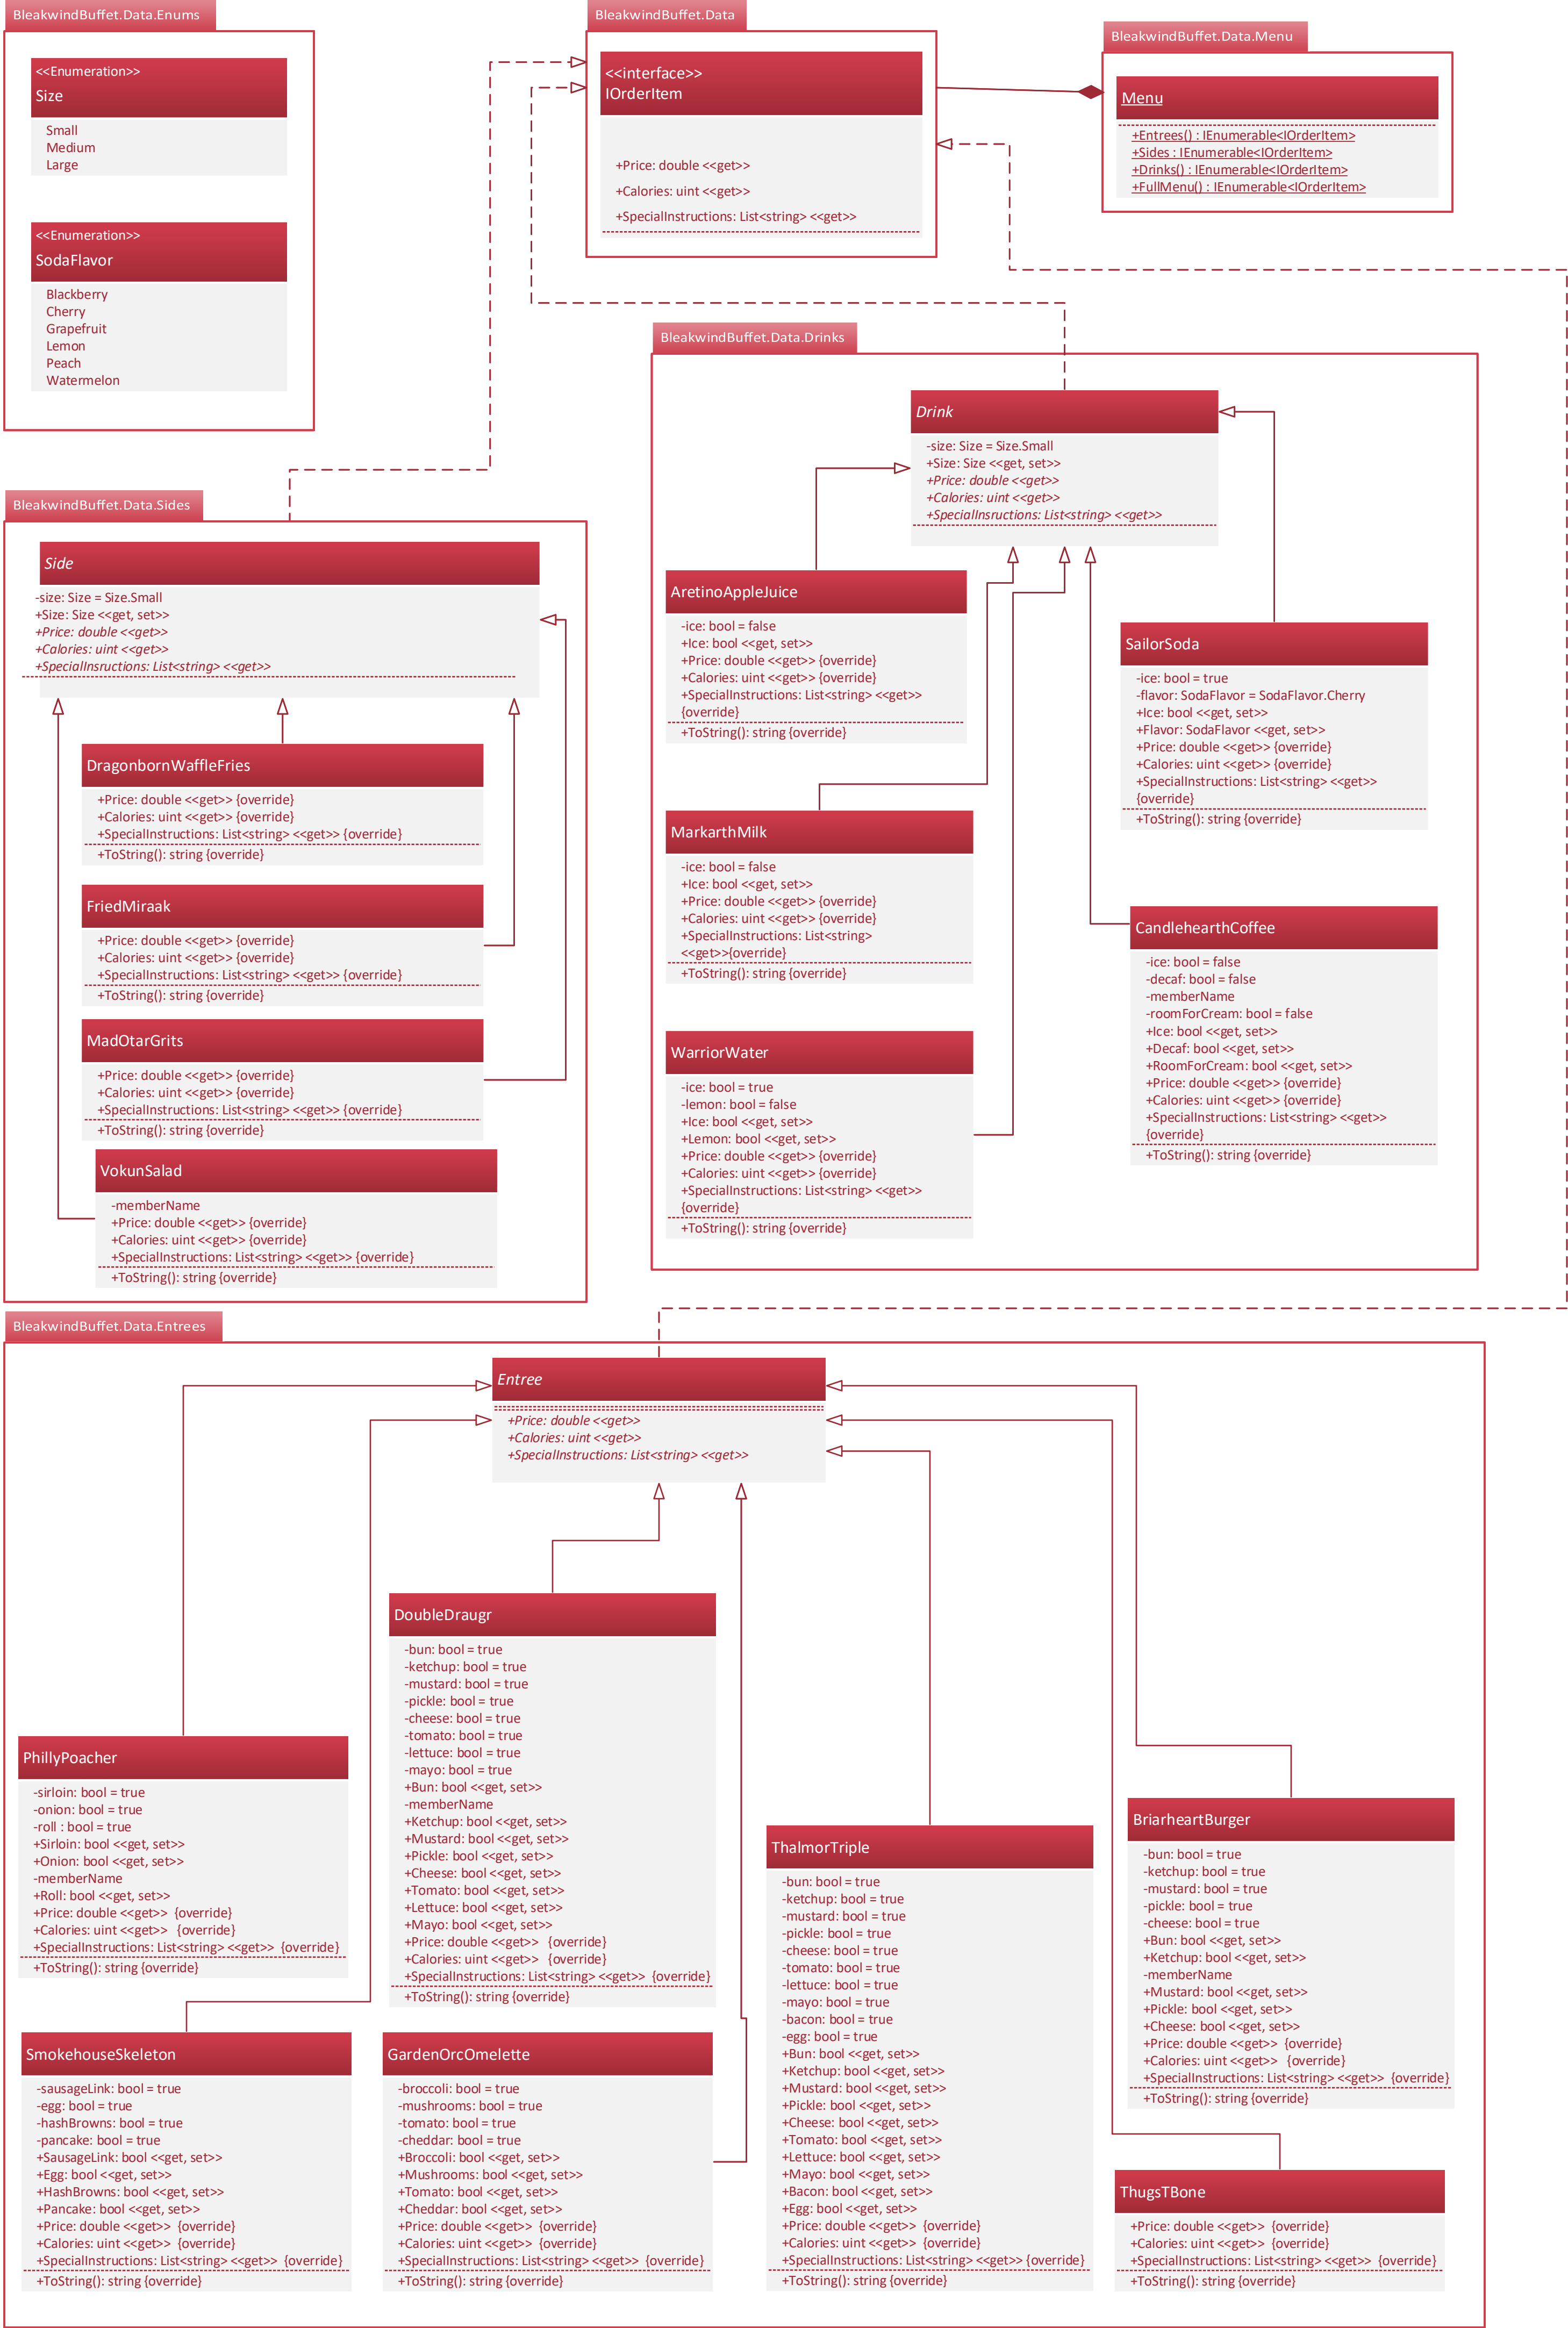 BleakwindBuffet.Data.Enums
<<Enumeration>>
Size
Small
Medium
Large
<<Enumeration>>
SodaFlavor
Blackberry
Cherry
Grapefruit
Lemon
Peach
Watermelon
BleakwindBuffet.Data
<<interface>>
IOrderItem
+Price: double <<get>>
+Calories: uint <<get>>
+SpecialInstructions: List<string> <<get>>
BleakwindBuffet.Data.Menu
Menu
+Entrees() : IEnumerable<IOrderItem>
+Sides : IEnumerable<IOrderItem>
+Drinks() : IEnumerable<IOrderItem>
+FullMenu() : IEnumerable<IOrderItem>
BleakwindBuffet.Data.Sides
Side
-size: Size = Size.Small
+Size: Size <<get, set>>
+Price: double <<get>>
+Calories: uint <<get>>
+SpecialInsructions: List<string> <<get>>
DragonbornWaffleFries
+Price: double <<get>> {override}
+Calories: uint <<get>> {override}
+SpecialInstructions: List<string> <<get>> {override}
+ToString(): string {override}
FriedMiraak
+Price: double <<get>> {override}
+Calories: uint <<get>> {override}
+SpecialInstructions: List<string> <<get>> {override}
+ToString(): string {override}
MadOtarGrits
+Price: double <<get>> {override}
+Calories: uint <<get>> {override}
+SpecialInstructions: List<string> <<get>> {override}
+ToString(): string {override}
VokunSalad
-memberName
+Price: double <<get>> {override}
+Calories: uint <<get>> {override}
+SpecialInstructions: List<string> <<get>> {override}
+ToString(): string {override}
BleakwindBuffet.Data.Drinks
Drink
-size: Size = Size.Small
+Size: Size <<get, set>>
+Price: double <<get>>
+Calories: uint <<get>>
+SpecialInsructions: List<string> <<get>>
AretinoAppleJuice
-ice: bool = false
+Ice: bool <<get, set>>
+Price: double <<get>> {override}
+Calories: uint <<get>> {override}
+SpecialInstructions: List<string> <<get>>
{override}
+ToString(): string {override}
SailorSoda
-ice: bool = true
-flavor: SodaFlavor = SodaFlavor.Cherry
+Ice: bool <<get, set>>
+Flavor: SodaFlavor <<get, set>>
+Price: double <<get>> {override}
+Calories: uint <<get>> {override}
+SpecialInstructions: List<string> <<get>>
{override}
+ToString(): string {override}
MarkarthMilk
-ice: bool = false
+Ice: bool <<get, set>>
+Price: double <<get>> {override}
+Calories: uint <<get>> {override}
+SpecialInstructions: List<string>
<<get>>{override}
+ToString(): string {override}
CandlehearthCoffee
-ice: bool = false
-decaf: bool = false
-memberName
-roomForCream: bool = false
+Ice: bool <<get, set>>
+Decaf: bool <<get, set>>
+RoomForCream: bool <<get, set>>
+Price: double <<get>> {override}
+Calories: uint <<get>> {override}
+SpecialInstructions: List<string> <<get>>
{override}
+ToString(): string {override}
WarriorWater
-ice: bool = true
-lemon: bool = false
+Ice: bool <<get, set>>
+Lemon: bool <<get, set>>
+Price: double <<get>> {override}
+Calories: uint <<get>> {override}
+SpecialInstructions: List<string> <<get>>
{override}
+ToString(): string {override}
BleakwindBuffet.Data.Entrees
Entree
+Price: double <<get>>
+Calories: uint <<get>>
+SpecialInstructions: List<string> <<get>>
PhillyPoacher
-sirloin: bool = true
-onion: bool = true
-roll : bool = true
+Sirloin: bool <<get, set>>
+Onion: bool <<get, set>>
-memberName
+Roll: bool <<get, set>>
+Price: double <<get>> {override}
+Calories: uint <<get>> {override}
+SpecialInstructions: List<string> <<get>> {override}
+ToString(): string {override}
DoubleDraugr
-bun: bool = true
-ketchup: bool = true
-mustard: bool = true
-pickle: bool = true
-cheese: bool = true
-tomato: bool = true
-lettuce: bool = true
-mayo: bool = true
+Bun: bool <<get, set>>
-memberName
+Ketchup: bool <<get, set>>
+Mustard: bool <<get, set>>
+Pickle: bool <<get, set>>
+Cheese: bool <<get, set>>
+Tomato: bool <<get, set>>
+Lettuce: bool <<get, set>>
+Mayo: bool <<get, set>>
+Price: double <<get>> {override}
+Calories: uint <<get>> {override}
+SpecialInstructions: List<string> <<get>> {override}
+ToString(): string {override}
ThalmorTriple
-bun: bool = true
-ketchup: bool = true
-mustard: bool = true
-pickle: bool = true
-cheese: bool = true
-tomato: bool = true
-lettuce: bool = true
-mayo: bool = true
-bacon: bool = true
-egg: bool = true
+Bun: bool <<get, set>>
+Ketchup: bool <<get, set>>
+Mustard: bool <<get, set>>
+Pickle: bool <<get, set>>
+Cheese: bool <<get, set>>
+Tomato: bool <<get, set>>
+Lettuce: bool <<get, set>>
+Mayo: bool <<get, set>>
+Bacon: bool <<get, set>>
+Egg: bool <<get, set>>
+Price: double <<get>> {override}
+Calories: uint <<get>> {override}
+SpecialInstructions: List<string> <<get>> {override}
+ToString(): string {override}
BriarheartBurger
-bun: bool = true
-ketchup: bool = true
-mustard: bool = true
-pickle: bool = true
-cheese: bool = true
+Bun: bool <<get, set>>
+Ketchup: bool <<get, set>>
-memberName
+Mustard: bool <<get, set>>
+Pickle: bool <<get, set>>
+Cheese: bool <<get, set>>
+Price: double <<get>> {override}
+Calories: uint <<get>> {override}
+SpecialInstructions: List<string> <<get>> {override}
+ToString(): string {override}
SmokehouseSkeleton
-sausageLink: bool = true
-egg: bool = true
-hashBrowns: bool = true
-pancake: bool = true
+SausageLink: bool <<get, set>>
+Egg: bool <<get, set>>
+HashBrowns: bool <<get, set>>
+Pancake: bool <<get, set>>
+Price: double <<get>> {override}
+Calories: uint <<get>> {override}
+SpecialInstructions: List<string> <<get>> {override}
+ToString(): string {override}
GardenOrcOmelette
-broccoli: bool = true
-mushrooms: bool = true
-tomato: bool = true
-cheddar: bool = true
+Broccoli: bool <<get, set>>
+Mushrooms: bool <<get, set>>
+Tomato: bool <<get, set>>
+Cheddar: bool <<get, set>>
+Price: double <<get>> {override}
+Calories: uint <<get>> {override}
+SpecialInstructions: List<string> <<get>> {override}
+ToString(): string {override}
ThugsTBone
+Price: double <<get>> {override}
+Calories: uint <<get>> {override}
+SpecialInstructions: List<string> <<get>> {override}
+ToString(): string {override}